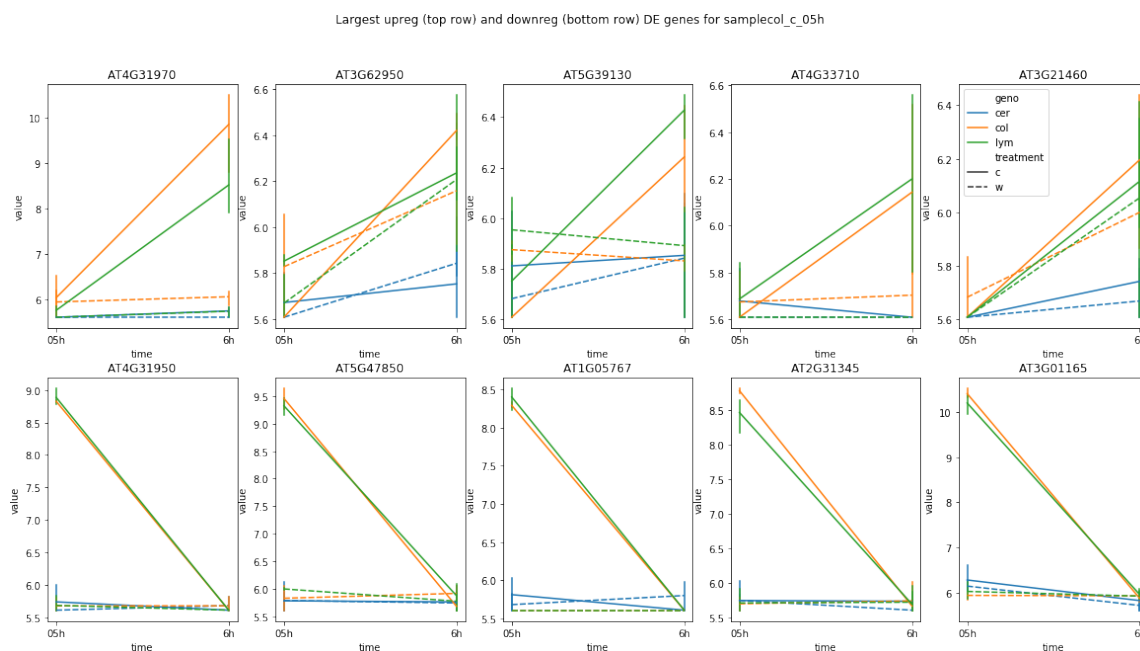 Largest upreg (top row) and downreg (bottom row) DE genes for samplecol_c_05h
AT4G31970
value
10
9
8
7
6
05h
6h
time
AT3G62950
value
6.6
6.4
6.2
6.0
5.8
5.6
05h
6h
time
AT5G39130
value
6.4
6.2
6.0
5.8
5.6
05h
6h
time
AT4G33710
value
6.6
6.4
6.2
6.0
5.8
5.6
05h
6h
time
AT3G21460
value
6.4
6.2
6.0
5.8
5.6
geno
cer
col
lym
treatment
c
w
05h
6
time
AT4G31950
value
9.0
8.5
8.0
7.5
7.0
6.5
6.0
5.5
05h
6h
time
AT5G47850
value
9.5
9.0
8.5
8.0
7.5
7.0
6.5
6.0
5.5
05h
6h
time
AT1G05767
value
8.5
8.0
7.5
7.0
6.5
6.0
5.5
05h
6h
time
AT2G31345
value
8.5
8.0
7.5
7.0
6.5
6.0
5.5
05h
6h
time
AT3G01165
value
10
9
8
7
6
05h
6
time